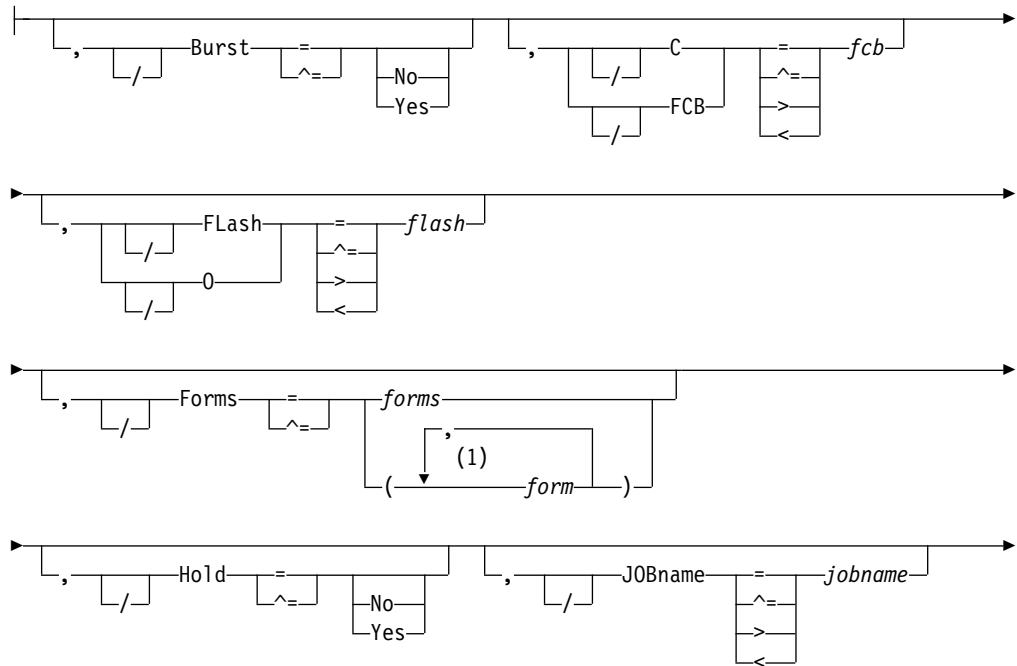 , / Burst = ^= No Yes , / C / FCB = ^= > < fcb
, / FLash / O = ^= > < flash
, / Forms = ^= forms ( , (1) form )
, / Hold = ^= No Yes , / JOBname = ^= > < jobname